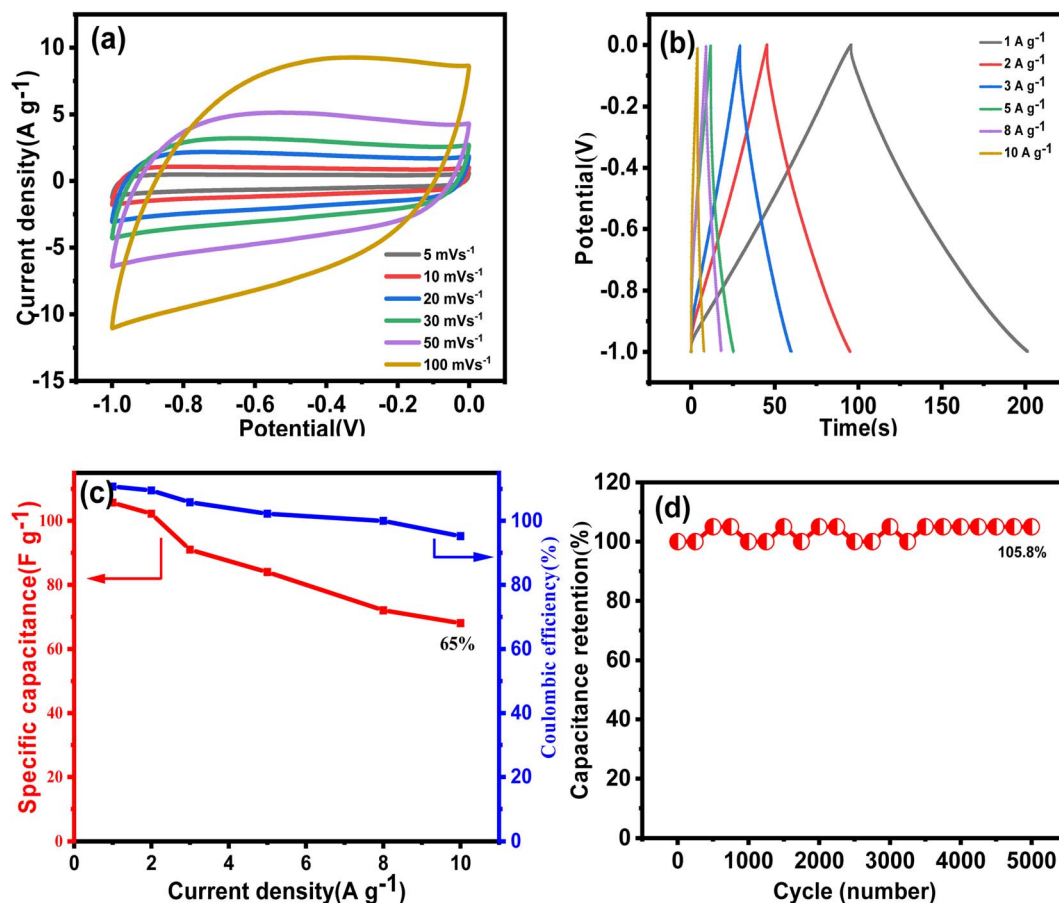 (a)
Current density(A g⁻¹)
10
5
0
-5
-10
-15
5 mVs⁻¹
10 mVs⁻¹
20 mVs⁻¹
30 mVs⁻¹
50 mVs⁻¹
100 mVs⁻¹
-1.0 -0.8 -0.6 -0.4 -0.2 0.0
Potential(V)
(b)
Potential(V)
0.0
-0.2
-0.4
-0.6
-0.8
-1.0
1 A g⁻¹
2 A g⁻¹
3 A g⁻¹
5 A g⁻¹
8 A g⁻¹
10 A g⁻¹
0 50 100 150 200
Time(s)
(c)
Specific capacitance(F g⁻¹)
100
80
60
40
20
0
65%
Coulombic efficiency(%)
100
80
60
40
20
0
0 2 4 6 8 10
Current density(A g⁻¹)
(d)
Capacitance retention(%)
120
100
80
60
40
20
0
105.8%
0 1000 2000 3000 4000 5000
Cycle (number)